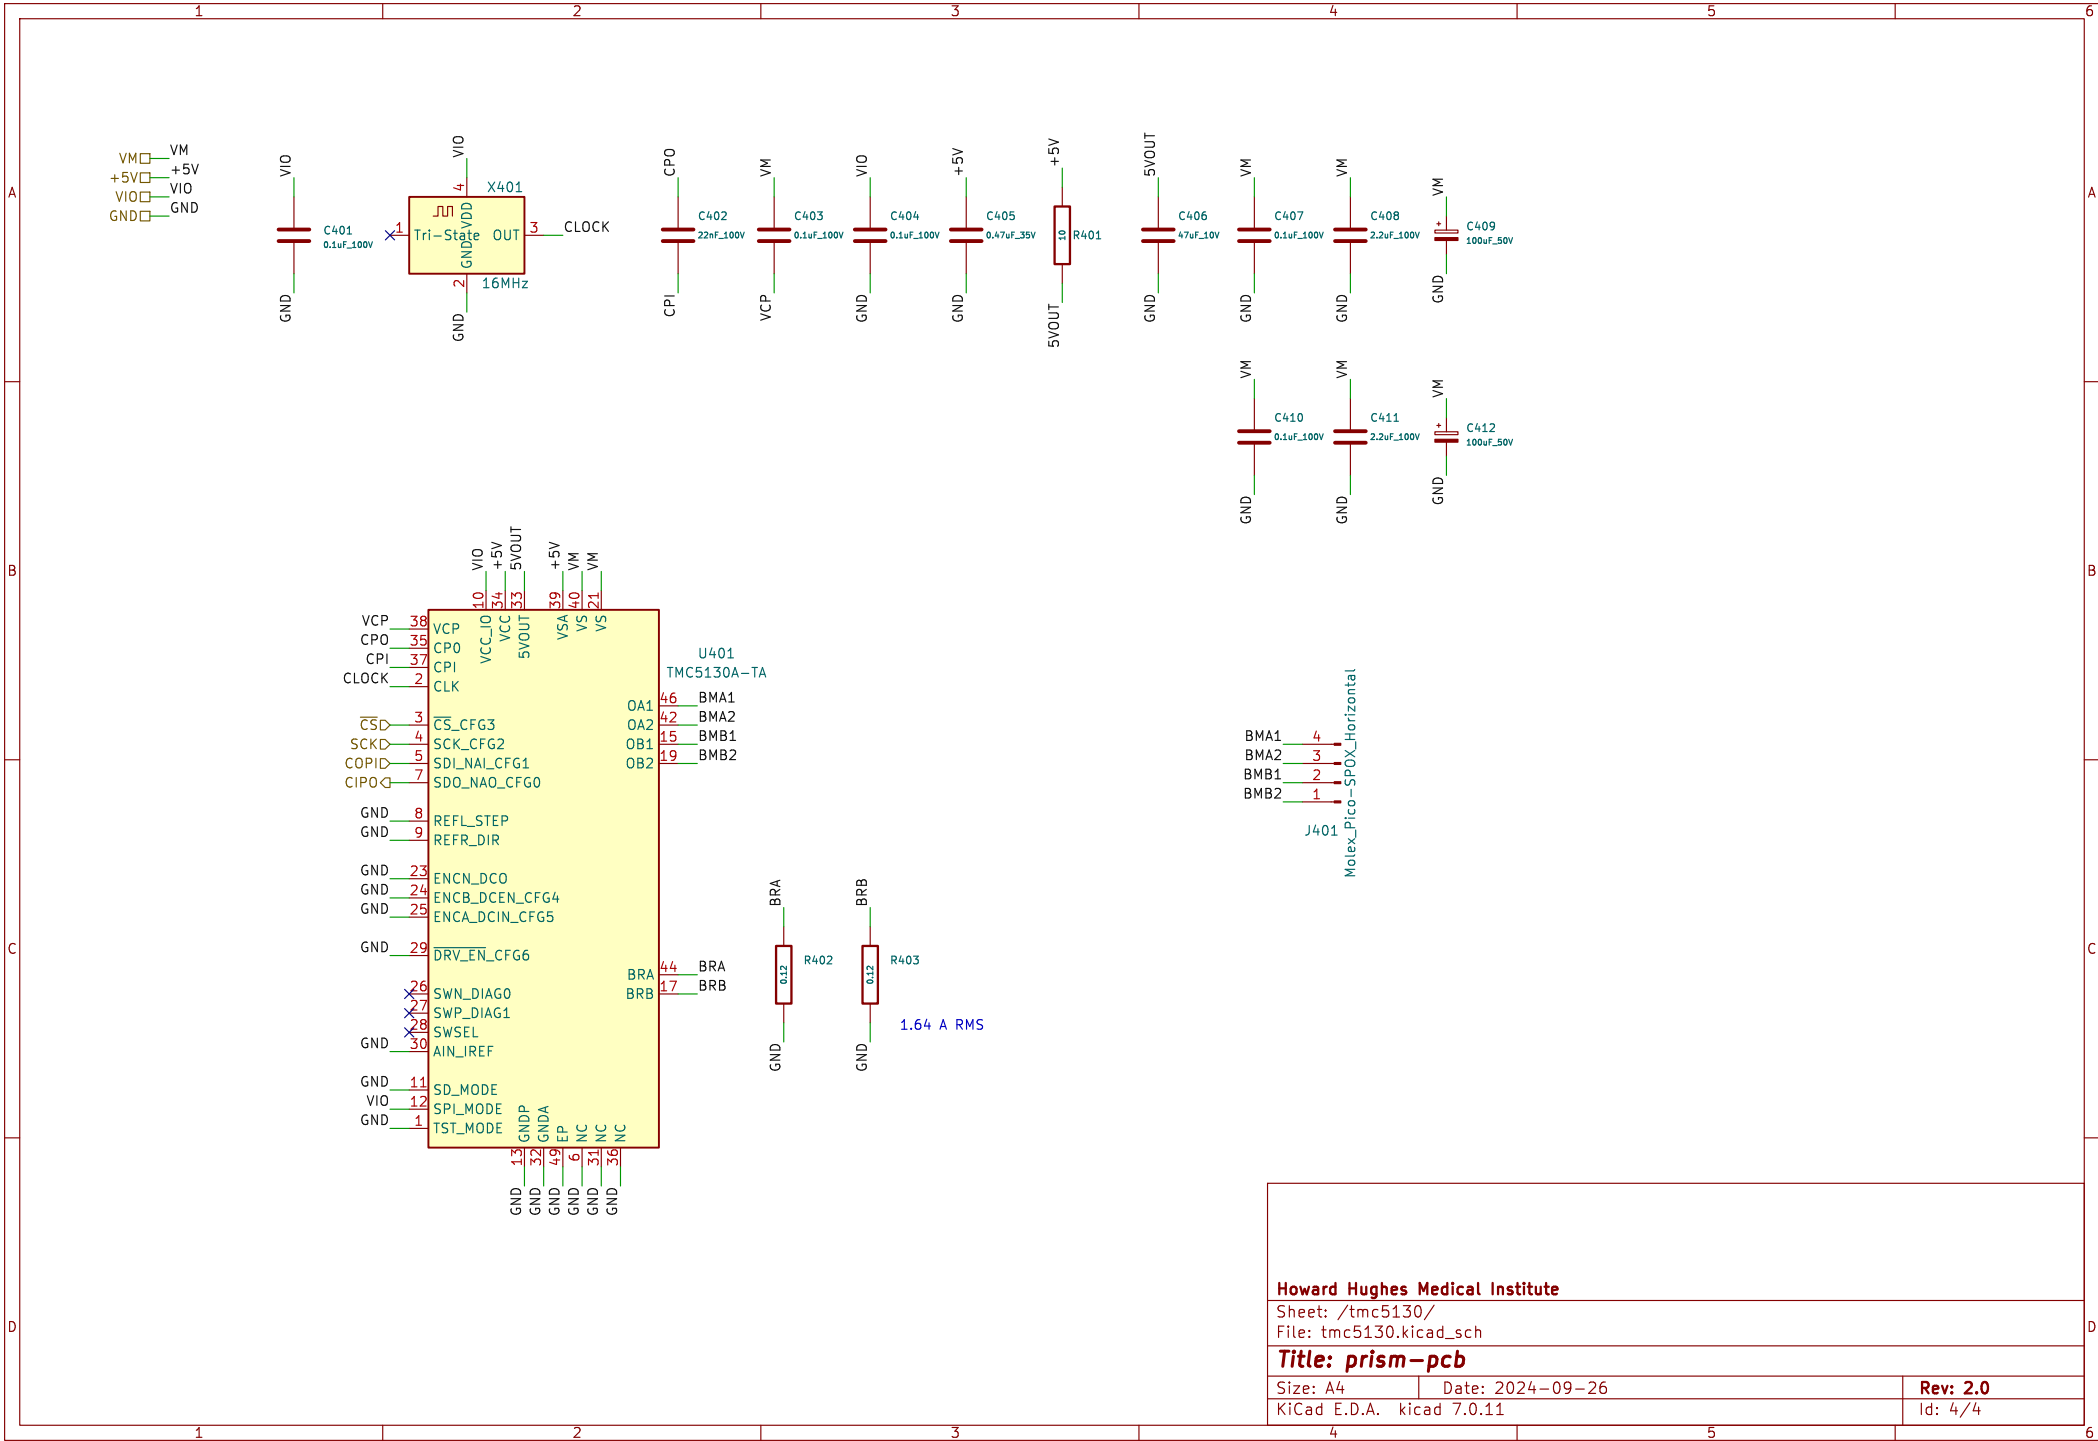 1 2 3 4 5 6
A
B
C
D
A
B
C
D
1 2 3 4 5 6
VM VM
+5V +5V
VIO VIO
GND GND
VIO
C401
0.1uF_100V
GND
VIO
X401
4
VDD
1 Tri-State OUT 3 CLOCK
GND
2 16MHz
GND
CPO
C402
22nF_100V
CPI
VM
C403
0.1uF_100V
VCP
VIO
C404
0.1uF_100V
GND
+5V
C405
0.47uF_35V
GND
+5V
10 R401
5VOUT
5VOUT
C406
47uF_10V
GND
VM
C407
0.1uF_100V
GND
VM
C408
2.2uF_100V
GND
VM
+ C409
100uF_50V
GND
VM
C410
0.1uF_100V
GND
VM
C411
2.2uF_100V
GND
VM
+ C412
100uF_50V
GND
VIO +5V 5VOUT +5V VM VM
10 34 33 39 40 21
VCC_IO VCC 5VOUT VSA VS VS
U401
TMC5130A-TA
VCP 38 VCP
CPO 35 CPO
CPI 37 CPI
CLOCK 2 CLK
CS 3 CS_CFG3
SCK 4 SCK_CFG2
COPI 5 SDI_NAI_CFG1
CIPO 7 SDO_NAO_CFG0
GND 8 REFL_STEP
GND 9 REFR_DIR
GND 23 ENCN_DCO
GND 24 ENCB_DCEN_CFG4
GND 25 ENCA_DCIN_CFG5
GND 29 DRV_EN_CFG6
26 SWN_DIAG0
27 SWP_DIAG1
28 SWSEL
GND 30 AIN_IREF
GND 11 SD_MODE
VIO 12 SPI_MODE
GND 1 TST_MODE
OA1 46 BMA1
OA2 42 BMA2
OB1 15 BMB1
OB2 19 BMB2
BRA 44 BRA
BRB 17 BRB
GNDP GNDA EP NC NC NC
13 32 49 6 31 36
GND GND GND GND GND GND
BRA
0.12 R402
GND
BRB
0.12 R403
GND
1.64 A RMS
BMA1 4
BMA2 3
BMB1 2
BMB2 1
J401
Molex_Pico-SPOX_Horizontal
Howard Hughes Medical Institute
Sheet: /tmc5130/
File: tmc5130.kicad_sch
Title: prism-pcb
Size: A4 Date: 2024-09-26 Rev: 2.0
KiCad E.D.A. kicad 7.0.11 Id: 4/4